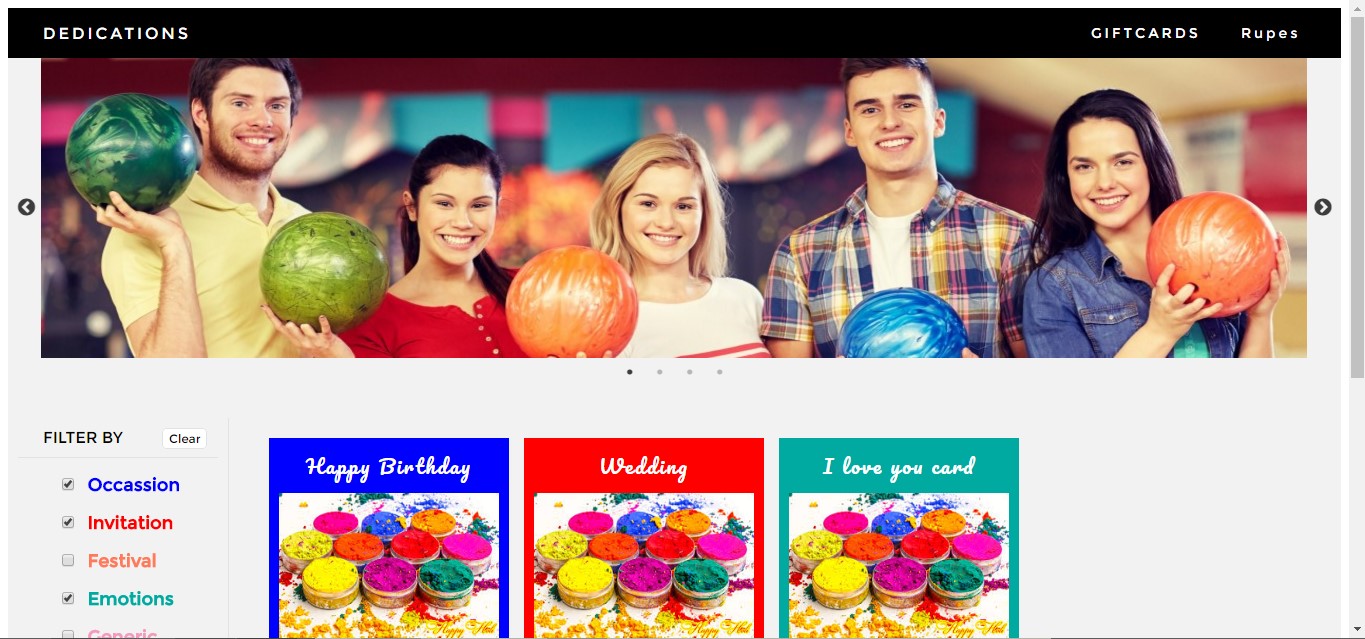 DEDICATIONS
GIFTCARDS
Rupes
FILTER BY
Clear
Occassion
Invitation
Festival
Emotions
Generic
Happy Birthday
Wedding
I love you card
Happy Holi
Happy Holi
Happy Holi